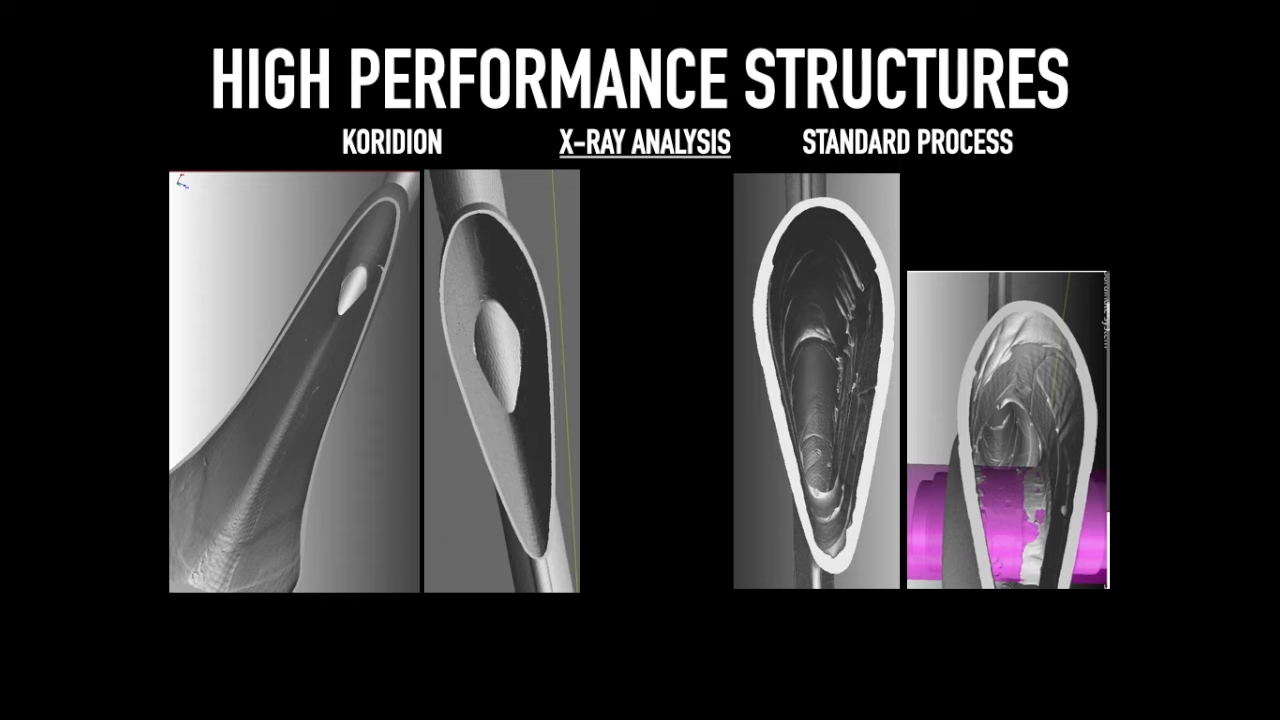 HIGH PERFORMANCE STRUCTURES
KORIDION
X-RAY ANALYSIS
STANDARD PROCESS